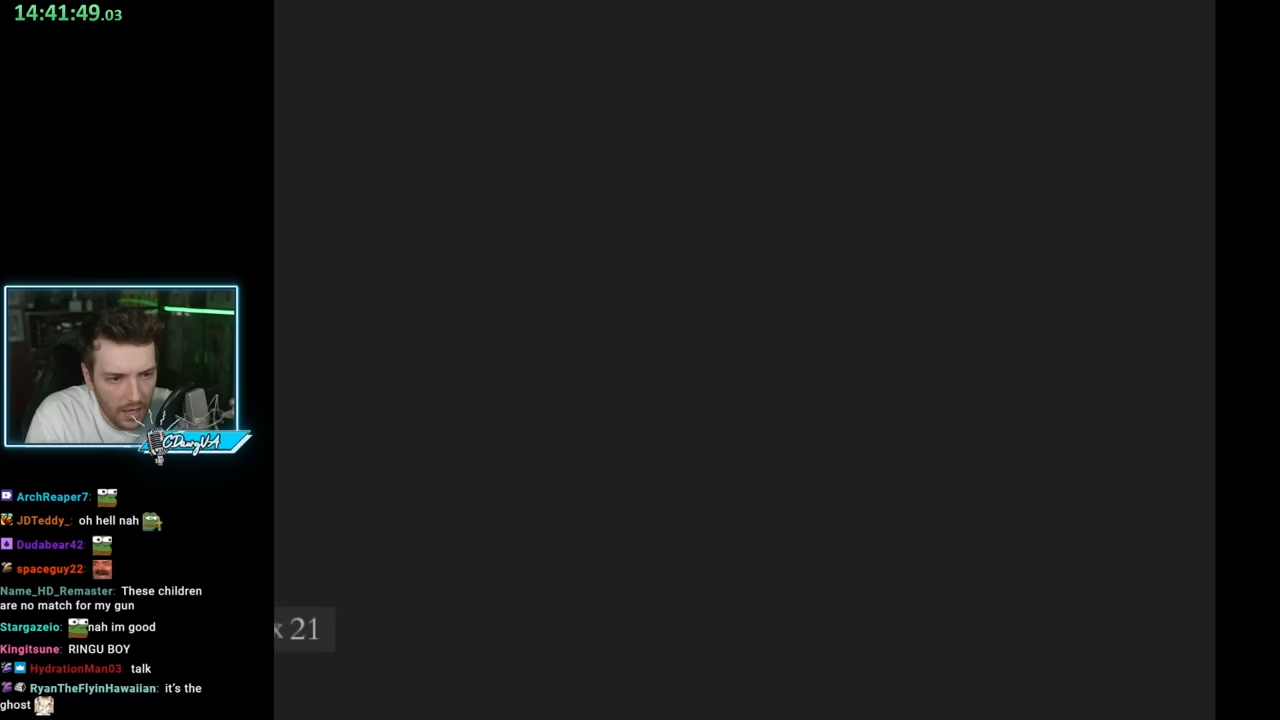 14:41:49.03
CDawgVA
ArchReaper7:
JDTeddy_: oh hell nah
Dudabear42:
spaceguy22:
Name_HD_Remaster: These children
are no match for my gun
Stargazeio: nah im good
Kingitsune: RINGU BOY
HydrationMan03: talk
RyanTheFlyinHawaiian: it's the
ghost
x 21